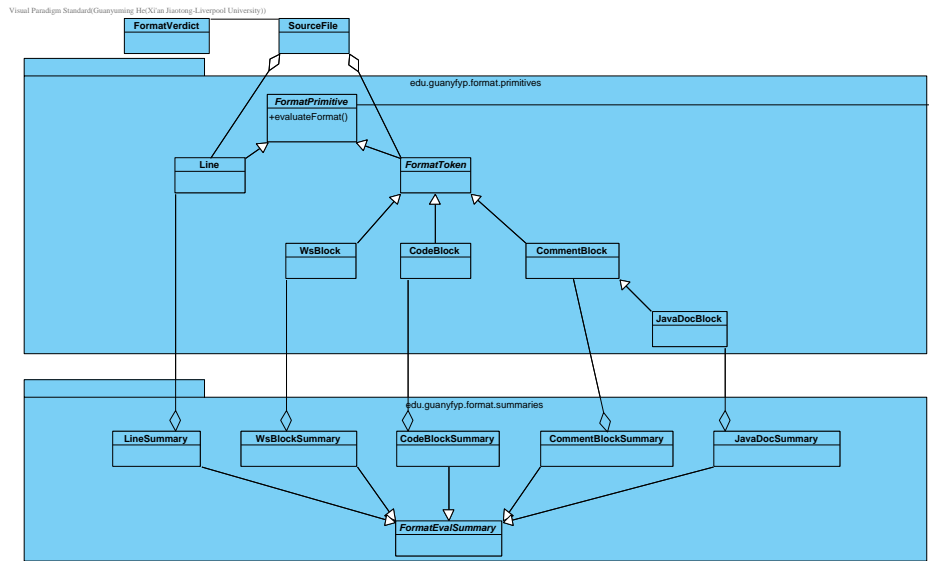 Visual Paradigm Standard(Guanyuming He(Xi'an Jiaotong-Liverpool University))
FormatVerdict
SourceFile
edu.guanyfyp.format.primitives
FormatPrimitive
+evaluateFormat()
Line
FormatToken
WsBlock
CodeBlock
CommentBlock
JavaDocBlock
edu.guanyfyp.format.summaries
LineSummary
WsBlockSummary
CodeBlockSummary
CommentBlockSummary
JavaDocSummary
FormatEvalSummary